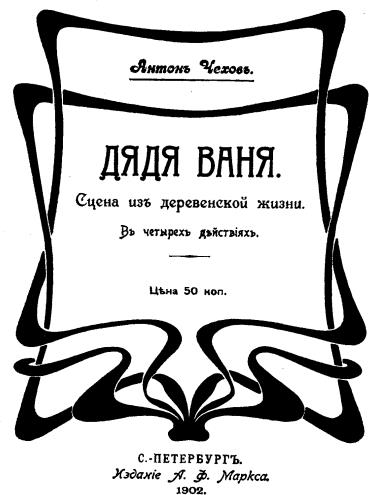 Антонъ Чеховъ.
ДЯДЯ ВАНЯ.
Сцена изъ деревенской жизни.
Въ четырехъ дѣйствіяхъ.
Цѣна 50 коп.
С.-ПЕТЕРБУРГЪ.
Изданіе А. Ф. Маркса.
1902.